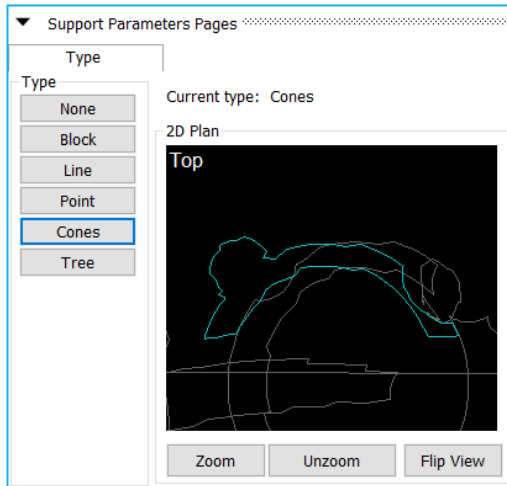 Support Parameters Pages
Type
Type
None
Block
Line
Point
Cones
Tree
Current type: Cones
2D Plan
Top
Zoom
Unzoom
Flip View